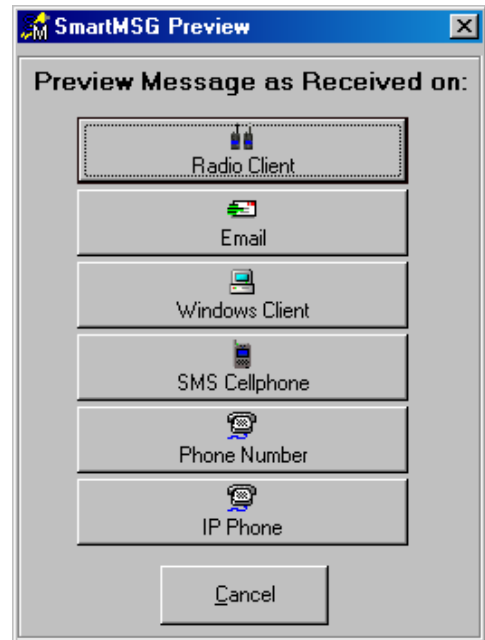 SmartMSG Preview
Preview Message as Received on:
Radio Client
Email
Windows Client
SMS Cellphone
Phone Number
IP Phone
Cancel